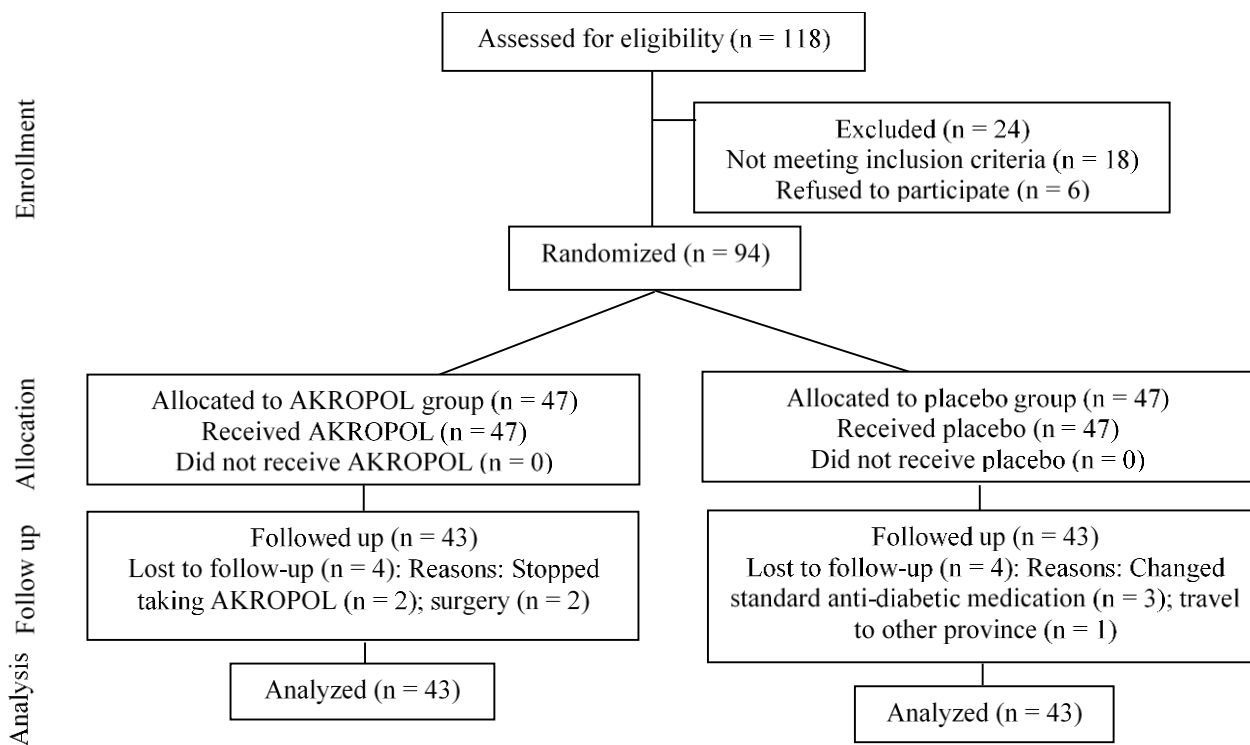 Assessed for eligibility (n = 118)
Enrollment
Excluded (n = 24)
Not meeting inclusion criteria (n = 18)
Refused to participate (n = 6)
Randomized (n = 94)
Allocation
Allocated to AKROPOL group (n = 47)
Received AKROPOL (n = 47)
Did not receive AKROPOL (n = 0)
Allocated to placebo group (n = 47)
Received placebo (n = 47)
Did not receive placebo (n = 0)
Follow up
Followed up (n = 43)
Lost to follow-up (n = 4): Reasons: Stopped
taking AKROPOL (n = 2); surgery (n = 2)
Followed up (n = 43)
Lost to follow-up (n = 4): Reasons: Changed
standard anti-diabetic medication (n = 3); travel
to other province (n = 1)
Analysis
Analyzed (n = 43)
Analyzed (n = 43)